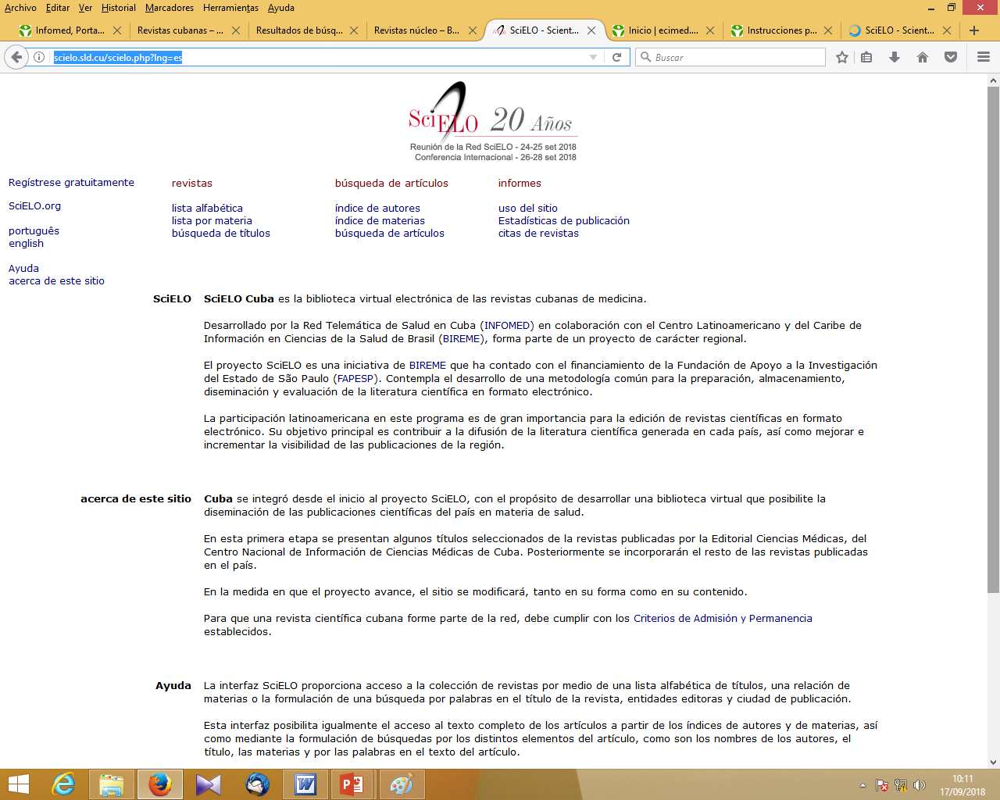 Archivo Editar Ver Historial Marcadores Herramientas Ayuda
Infomed, Porta... Revistas cubanas – ... Resultados de búsq... Revistas núcleo – B... SciELO - Scient... Inicio | ecimed.... Instrucciones p... SciELO - Scient...
scielo.sld.cu/scielo.php?lng=es Buscar
SciELO 20 Años
Reunión de la Red SciELO - 24-25 set 2018
Conferencia Internacional - 26-28 set 2018
Regístrese gratuitamente
SciELO.org
português
english
Ayuda
acerca de este sitio
revistas
lista alfabética
lista por materia
búsqueda de títulos
búsqueda de artículos
índice de autores
índice de materias
búsqueda de artículos
informes
uso del sitio
Estadísticas de publicación
citas de revistas
SciELO SciELO Cuba es la biblioteca virtual electrónica de las revistas cubanas de medicina.
Desarrollado por la Red Telemática de Salud en Cuba (INFOMED) en colaboración con el Centro Latinoamericano y del Caribe de
Información en Ciencias de la Salud de Brasil (BIREME), forma parte de un proyecto de carácter regional.
El proyecto SciELO es una iniciativa de BIREME que ha contado con el financiamiento de la Fundación de Apoyo a la Investigación
del Estado de São Paulo (FAPESP). Contempla el desarrollo de una metodología común para la preparación, almacenamiento,
diseminación y evaluación de la literatura científica en formato electrónico.
La participación latinoamericana en este programa es de gran importancia para la edición de revistas científicas en formato
electrónico. Su objetivo principal es contribuir a la difusión de la literatura científica generada en cada país, así como mejorar e
incrementar la visibilidad de las publicaciones de la región.
acerca de este sitio Cuba se integró desde el inicio al proyecto SciELO, con el propósito de desarrollar una biblioteca virtual que posibilite la
diseminación de las publicaciones científicas del país en materia de salud.
En esta primera etapa se presentan algunos títulos seleccionados de la revistas publicadas por la Editorial Ciencias Médicas, del
Centro Nacional de Información de Ciencias Médicas de Cuba. Posteriormente se incorporarán el resto de las revistas publicadas
en el país.
En la medida en que el proyecto avance, el sitio se modificará, tanto en su forma como en su contenido.
Para que una revista científica cubana forme parte de la red, debe cumplir con los Criterios de Admisión y Permanencia
establecidos.
Ayuda La interfaz SciELO proporciona acceso a la colección de revistas por medio de una lista alfabética de títulos, una relación de
materias o la formulación de una búsqueda por palabras en el título de la revista, entidades editoras y ciudad de publicación.
Esta interfaz posibilita igualmente el acceso al texto completo de los artículos a partir de los índices de autores y de materias, así
como mediante la formulación de búsquedas por los distintos elementos del artículo, como son los nombres de los autores, el
título, las materias y por las palabras en el texto del artículo.
10:11
17/09/2018